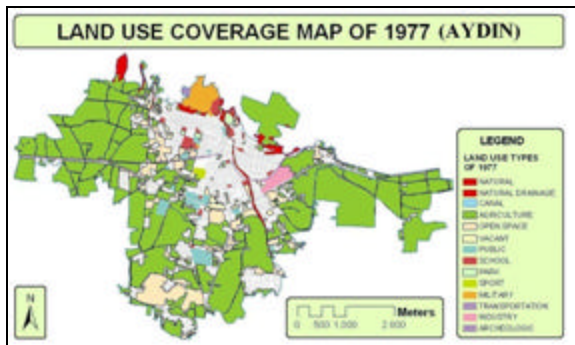 LAND USE COVERAGE MAP OF 1977 (AYDIN)
LEGEND
LAND USE TYPES
OF 1977
NATURAL
NATURAL DRAINAGE
CANAL
AGRICULTURE
OPEN SPACE
VACANT
PUBLIC
SCHOOL
PARK
SPORT
MILITARY
TRANSPORTATION
INDUSTRY
ARCHEOLOGIC
N
Meters
0 500 1.000 2.000